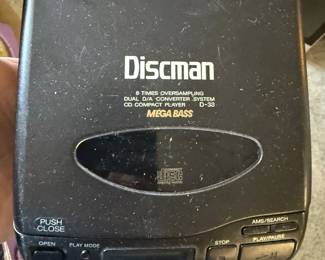 Discman
8 TIMES OVERSAMPLING
DUAL D/A CONVERTER SYSTEM
CD COMPACT PLAYER D-33
MEGA BASS
PUSH
CLOSE
AMS/SEARCH
OPEN PLAY MODE STOP PLAY/PAUSE